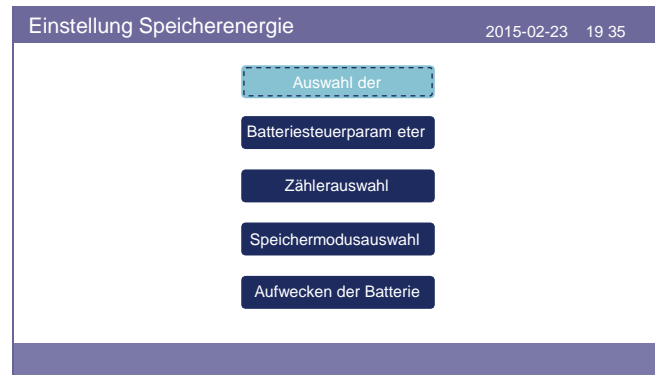 Einstellung Speicherenergie
2015-02-23 19 35
Auswahl der
Batteriesteuerparam eter
Zählerauswahl
Speichermodusauswahl
Aufwecken der Batterie